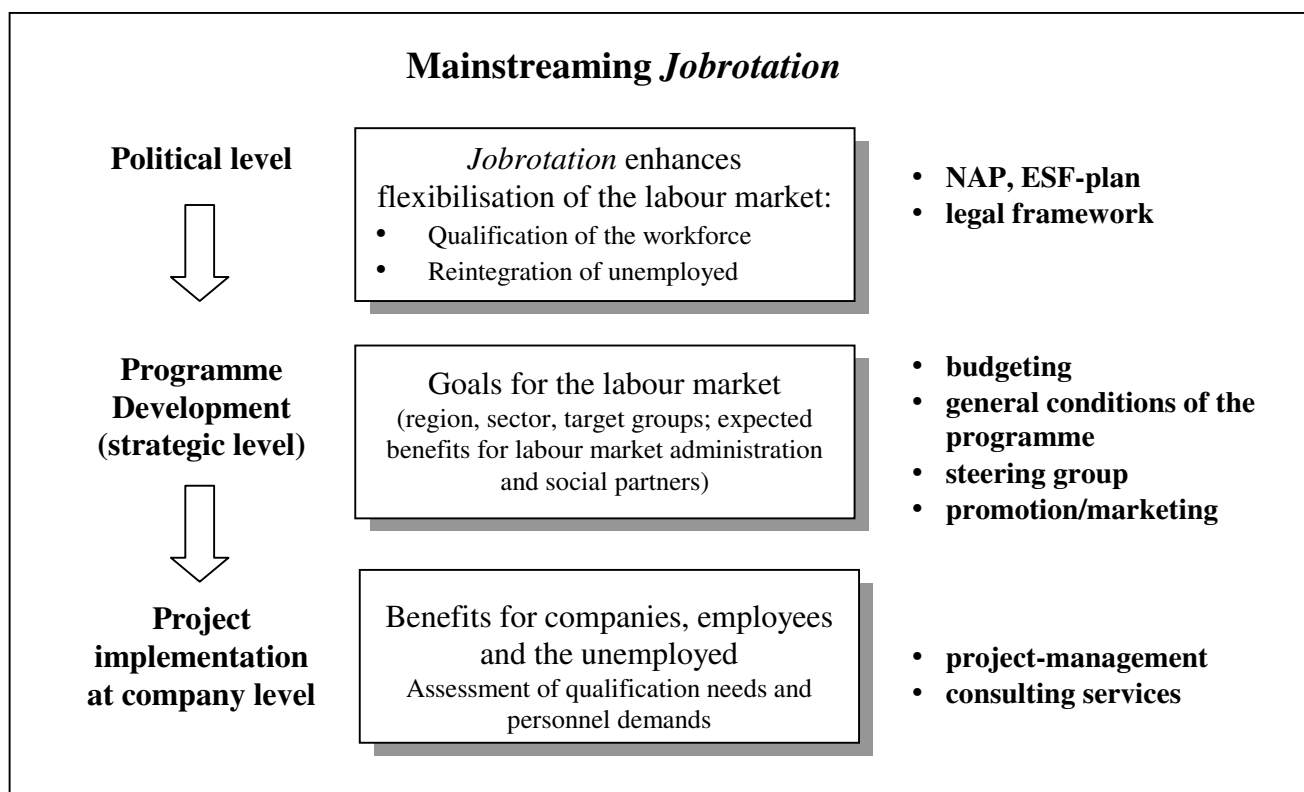 Mainstreaming Jobrotation
Political level
Jobrotation enhances
flexibilisation of the labour market:
• Qualification of the workforce
• Reintegration of unemployed
• NAP, ESF-plan
• legal framework
Programme
Development
(strategic level)
Goals for the labour market
(region, sector, target groups; expected
benefits for labour market administration
and social partners)
• budgeting
• general conditions of the
programme
• steering group
• promotion/marketing
Project
implementation
at company level
Benefits for companies, employees
and the unemployed
Assessment of qualification needs and
personnel demands
• project-management
• consulting services